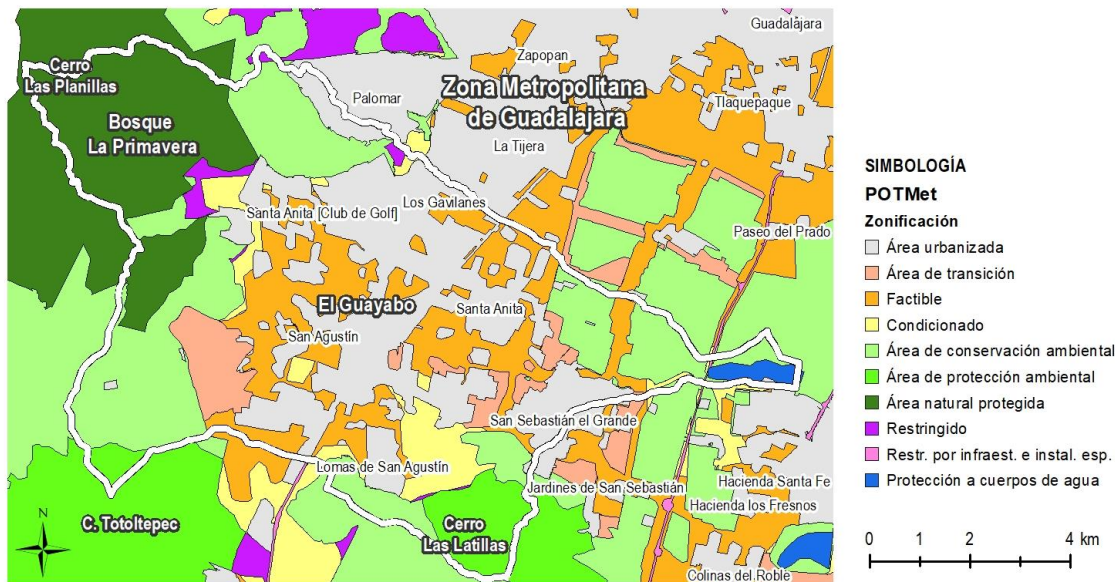 Guadalajara
Zapopan
Cerro
Las Planillas
Zona Metropolitana
de Guadalajara
Palomar
Tlaquepaque
Bosque
La Primavera
La Tijera
Los Gavilanes
Santa Anita [Club de Golf]
Paseo del Prado
El Guayabo
Santa Anita
San Agustín
San Sebastián el Grande
Lomas de San Agustín
Jardines de San Sebastián
Hacienda Santa Fe
Hacienda los Fresnos
C. Totoltepec
Cerro
Las Latillas
Colinas del Roble
N
SIMBOLOGÍA
POTMet
Zonificación
Área urbanizada
Área de transición
Factible
Condicionado
Área de conservación ambiental
Área de protección ambiental
Área natural protegida
Restringido
Restr. por infraest. e instal. esp.
Protección a cuerpos de agua
0 2 4 km